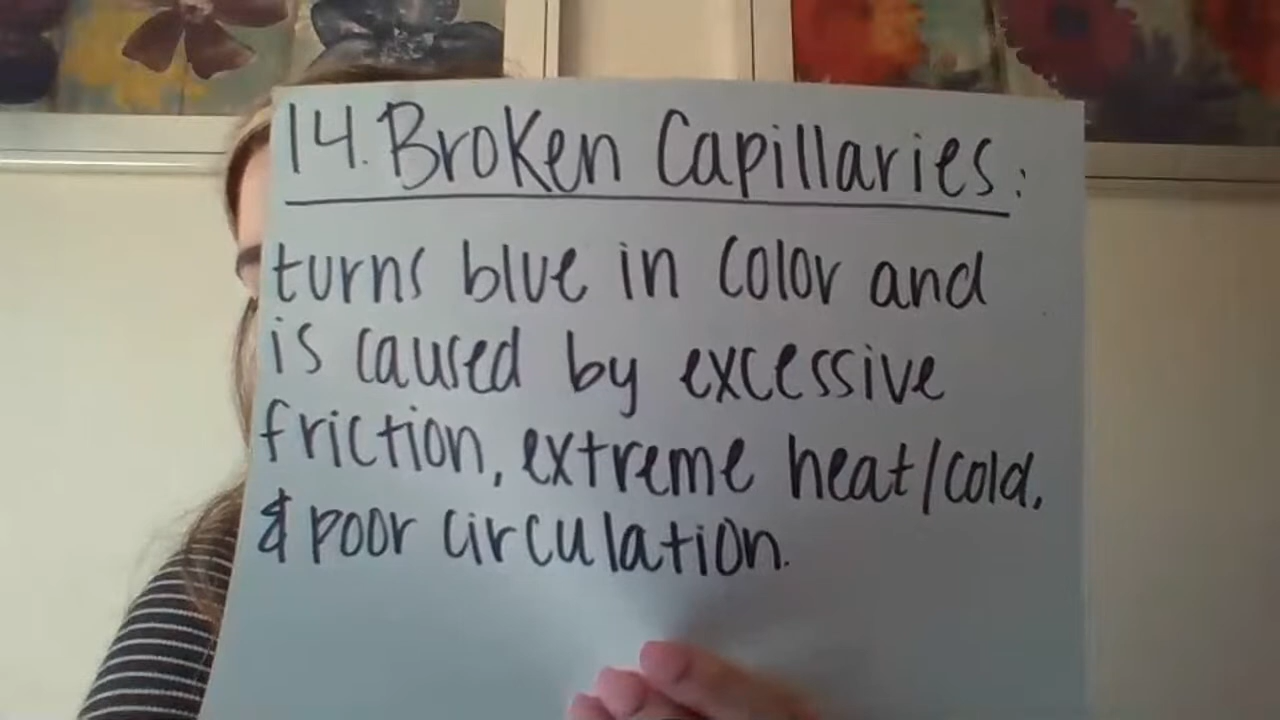 14. Broken Capillaries:
turns blue in color and
is caused by excessive
friction, extreme heat/cold,
& poor circulation.